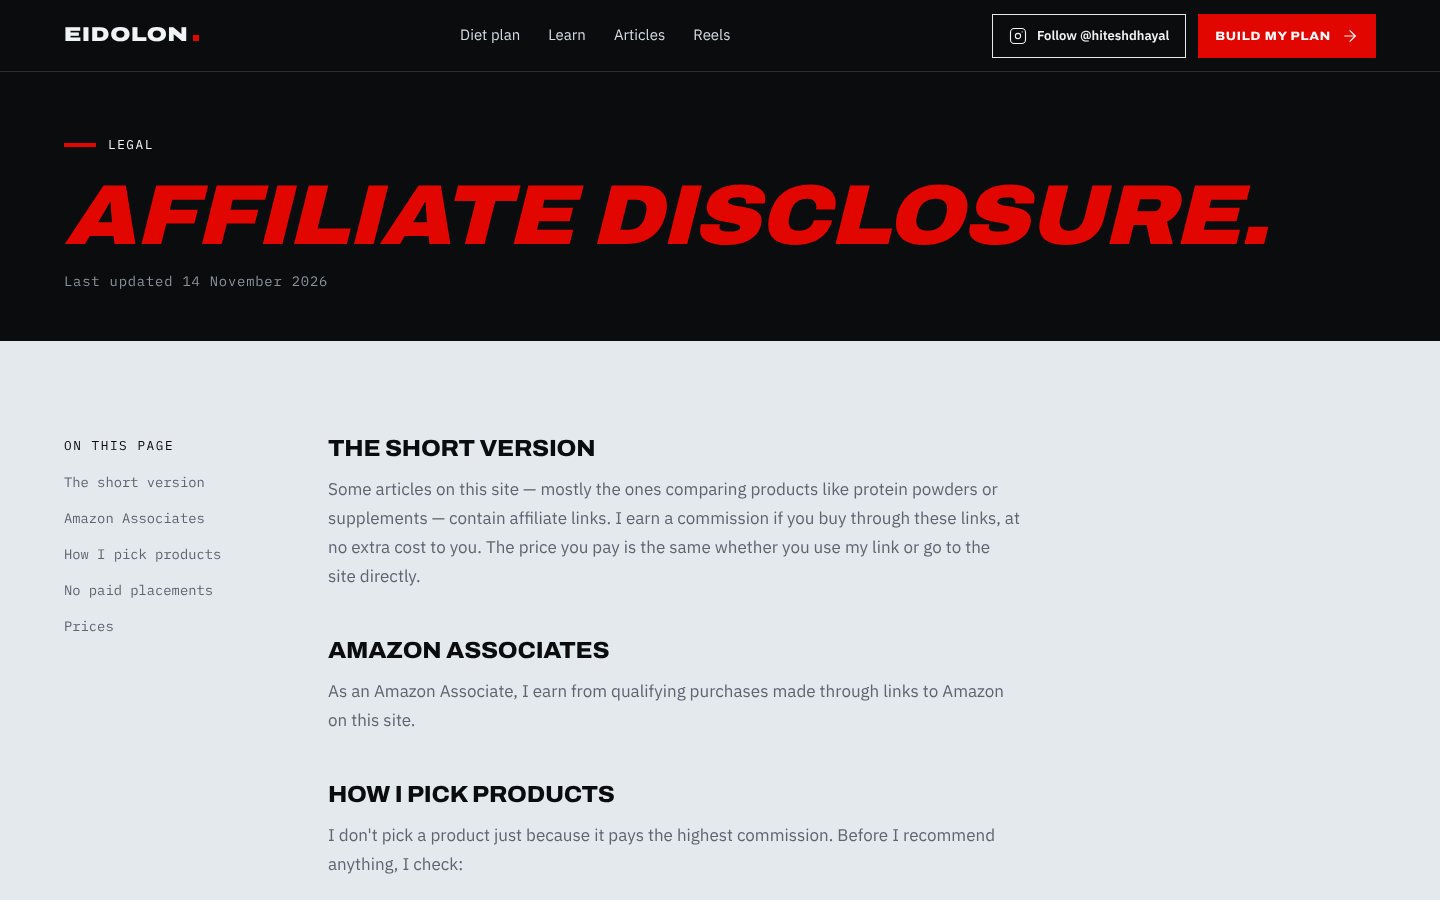 EIDOLON.
Diet plan
Learn
Articles
Reels
Follow @hiteshdhayal
BUILD MY PLAN
LEGAL
AFFILIATE DISCLOSURE.
Last updated 14 November 2026
ON THIS PAGE
The short version
Amazon Associates
How I pick products
No paid placements
Prices
THE SHORT VERSION
Some articles on this site — mostly the ones comparing products like protein powders or
supplements — contain affiliate links. I earn a commission if you buy through these links, at
no extra cost to you. The price you pay is the same whether you use my link or go to the
site directly.
AMAZON ASSOCIATES
As an Amazon Associate, I earn from qualifying purchases made through links to Amazon
on this site.
HOW I PICK PRODUCTS
I don't pick a product just because it pays the highest commission. Before I recommend
anything, I check: